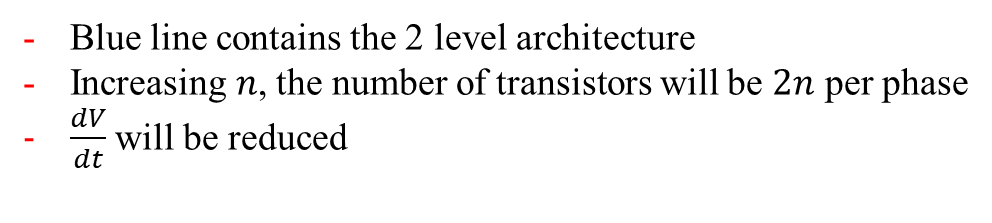 - Blue line contains the 2 level architecture
- Increasing n, the number of transistors will be 2n per phase
- dV/dt will be reduced